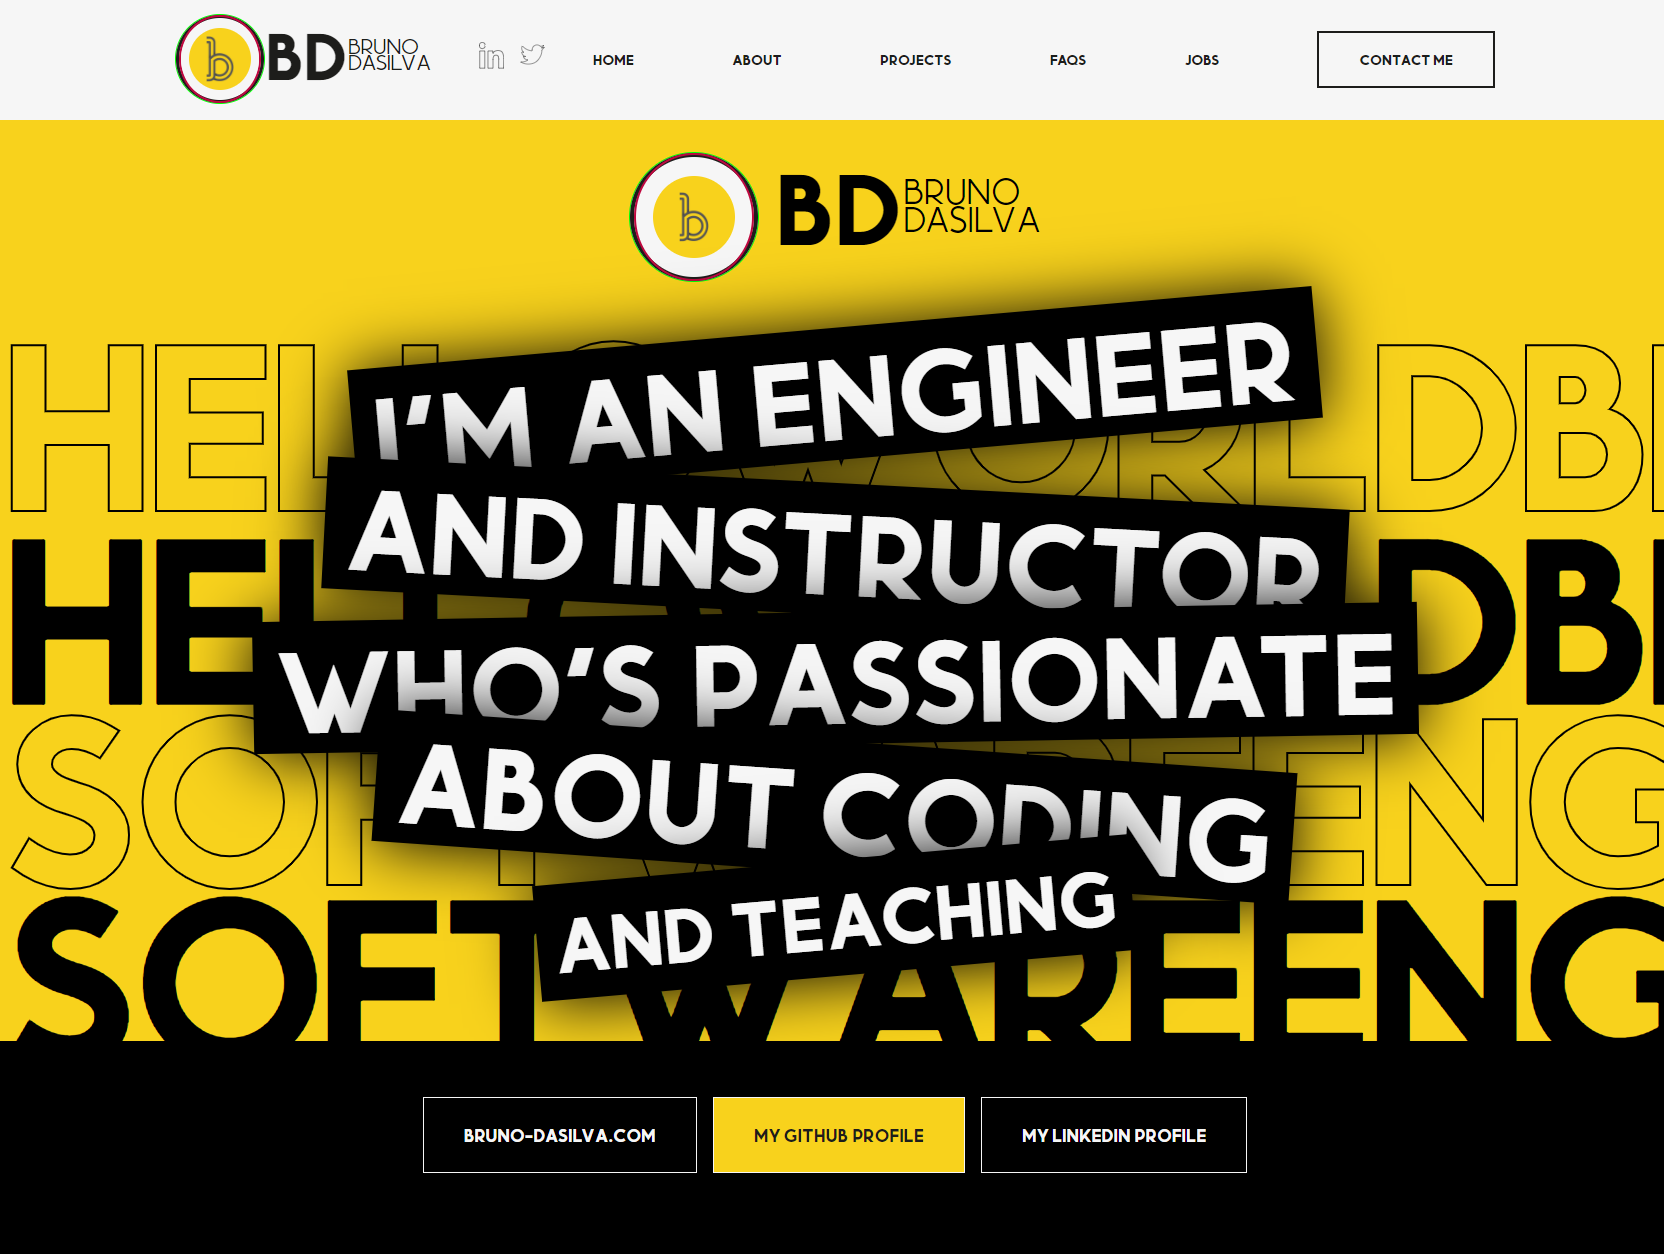 b BD BRUNO
DASILVA
in
HOME ABOUT PROJECTS FAQS JOBS CONTACT ME
b BD BRUNO
DASILVA
I'M AN ENGINEER
AND INSTRUCTOR
WHO'S PASSIONATE
ABOUT CODING
AND TEACHING
SOFTWAREENG
BRUNO-DASILVA.COM MY GITHUB PROFILE MY LINKEDIN PROFILE